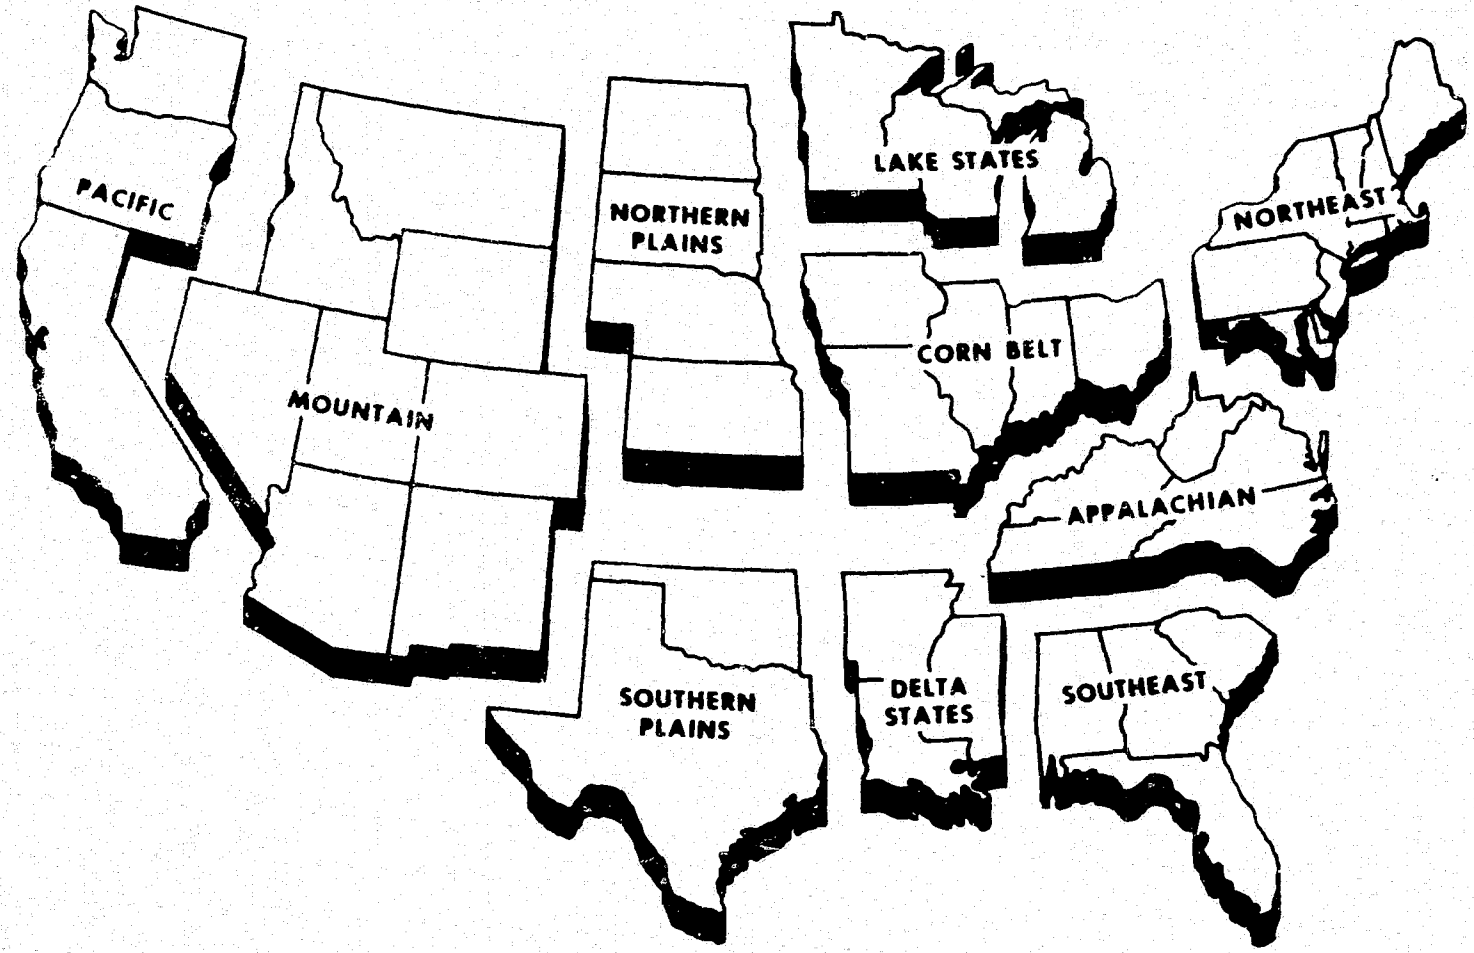 PACIFIC
MOUNTAIN
NORTHERN
PLAINS
LAKE STATES
CORN BELT
NORTHEAST
APPALACHIAN
SOUTHERN
PLAINS
DELTA
STATES
SOUTHEAST